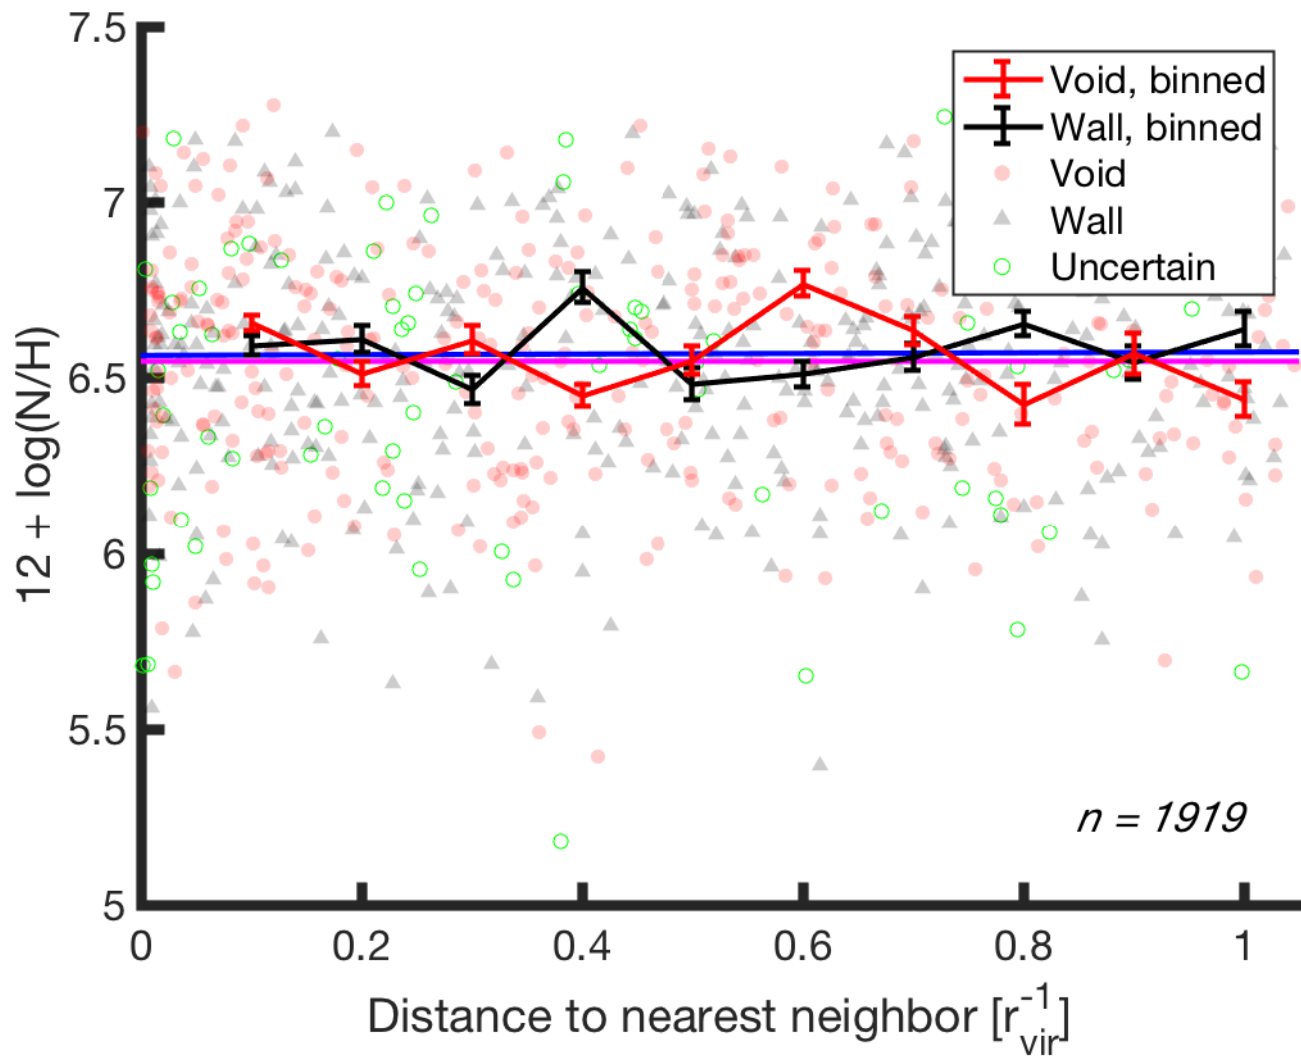 7.5
7
6.5
6
5.5
5
12 + log(N/H)
Void, binned
Wall, binned
Void
Wall
Uncertain
n = 1919
0 0.2 0.4 0.6 0.8 1
Distance to nearest neighbor [r_vir^-1]